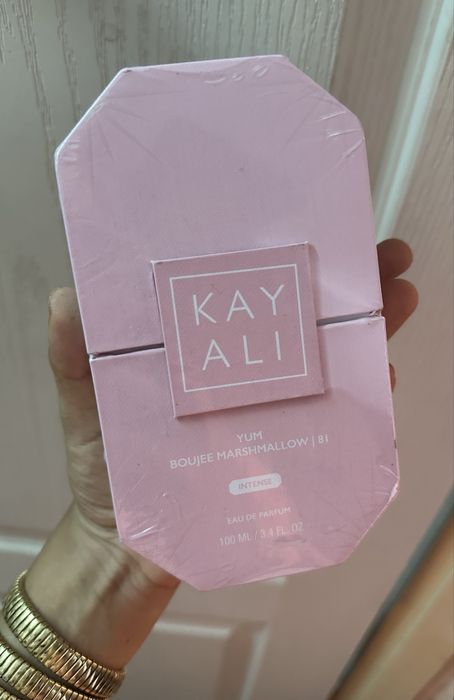 KAY
ALI
YUM
BOUJEE MARSHMALLOW | 81
INTENSE
EAU DE PARFUM
100 ML / 3.4 FL. OZ